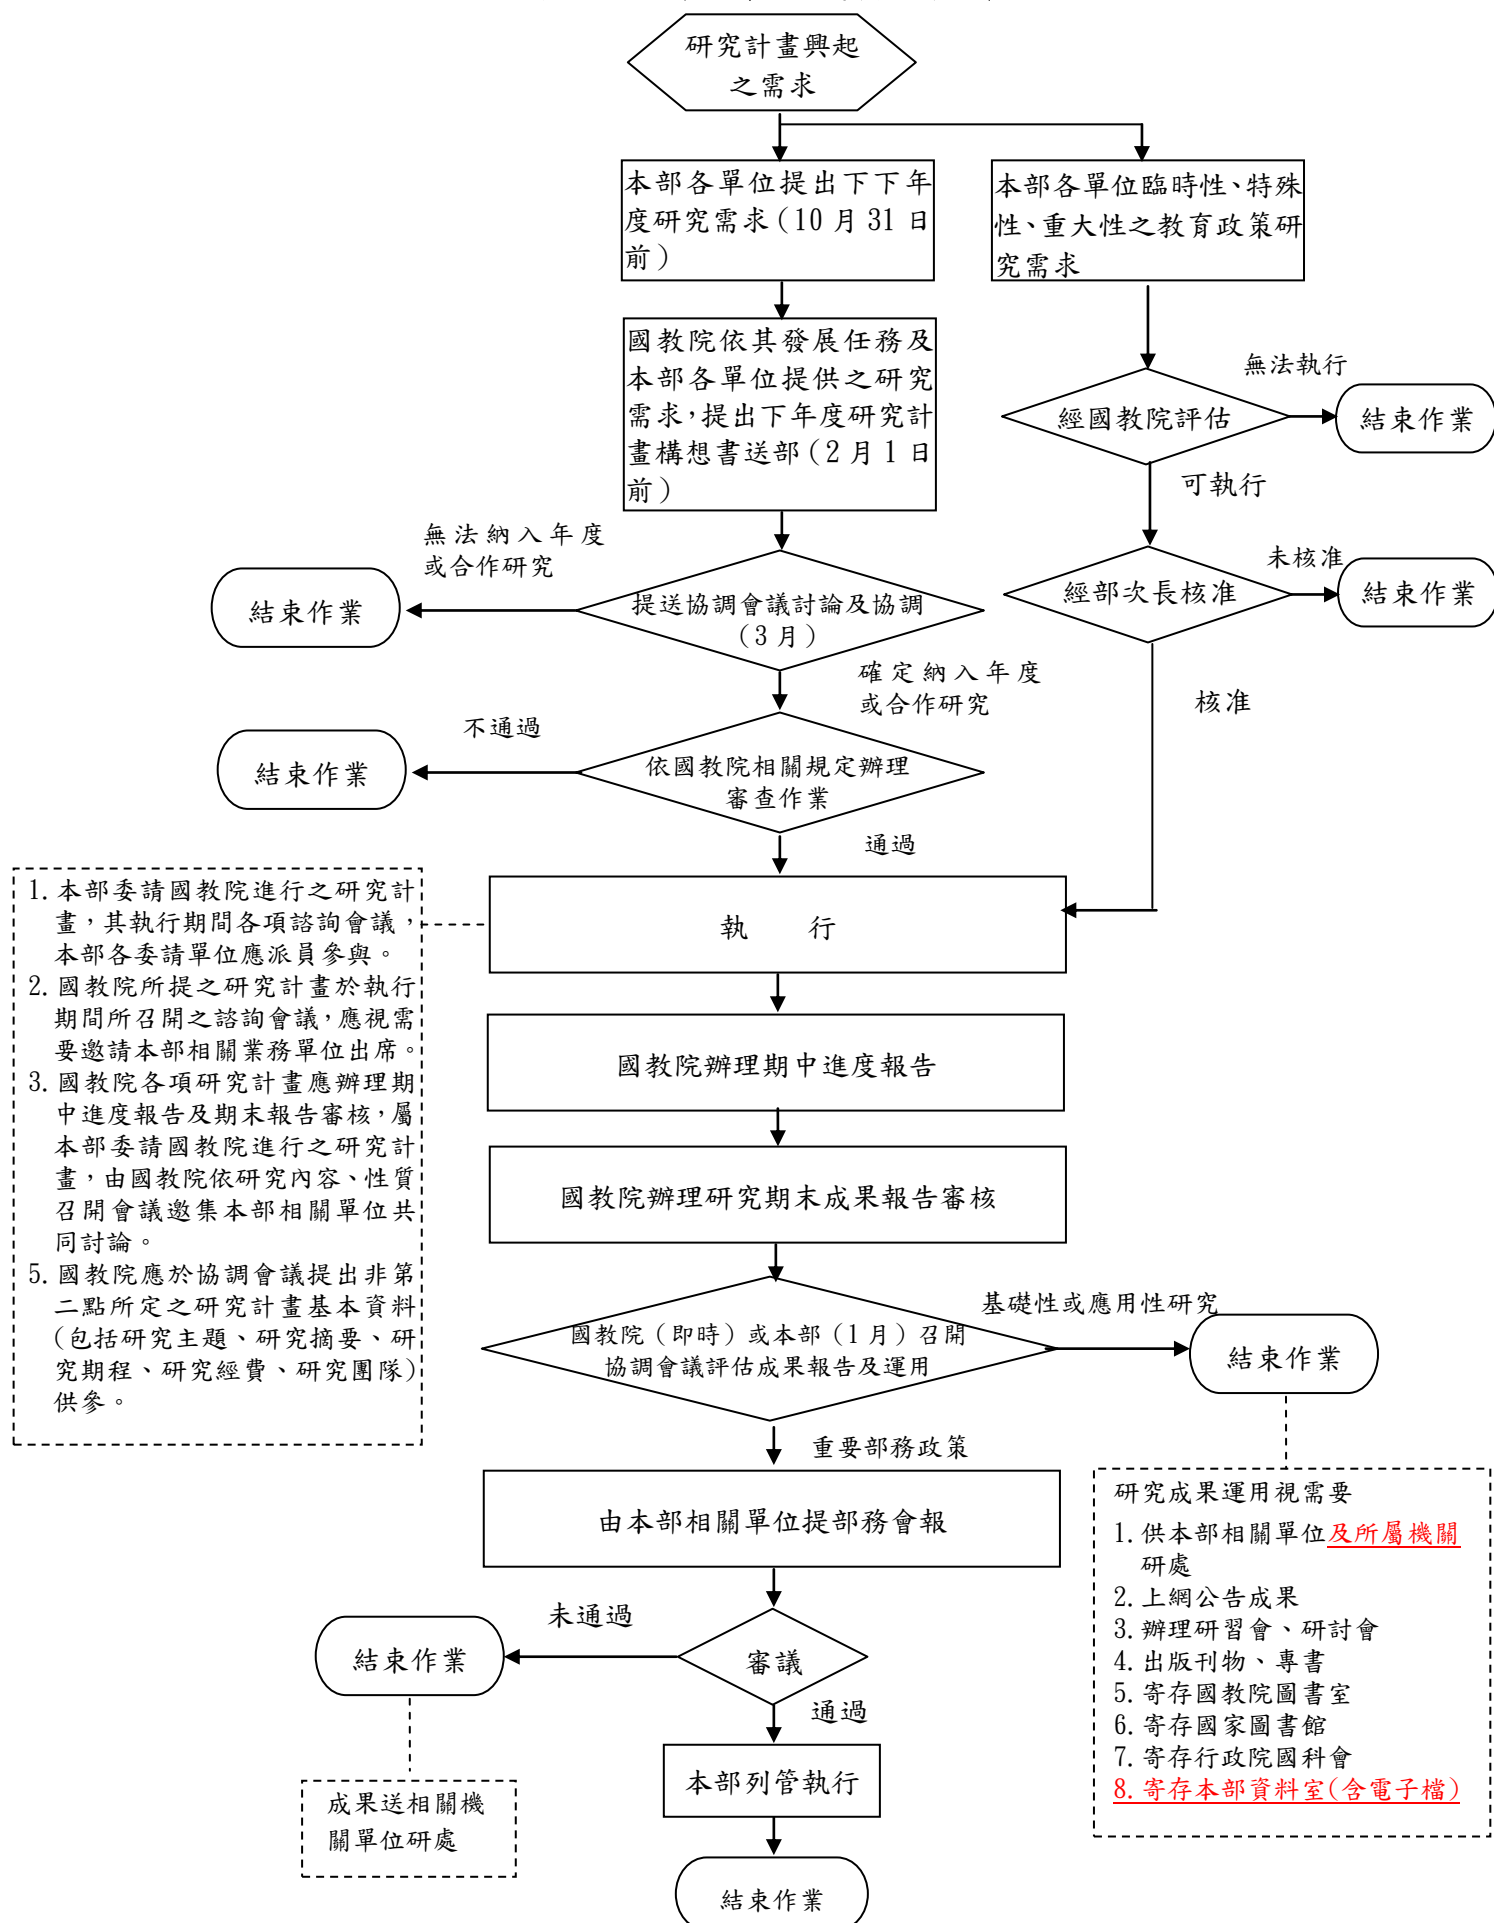 研究計畫興起
之需求
本部各單位提出下下年
度研究需求（10 月 31 日
前）
本部各單位臨時性、特殊
性、重大性之教育政策研
究需求
國教院依其發展任務及
本部各單位提供之研究
需求，提出下年度研究計
畫構想書送部（2 月 1 日
前）
無法執行
經國教院評估
結束作業
可執行
無法納入年度
或合作研究
提送協調會議討論及協調
（3 月）
結束作業
未核准
經部次長核准
結束作業
確定納入年度
或合作研究
核准
不通過
依國教院相關規定辦理
審查作業
結束作業
通過
執　　行
1. 本部委請國教院進行之研究計
畫，其執行期間各項諮詢會議，
本部各委請單位應派員參與。
2. 國教院所提之研究計畫於執行
期間所召開之諮詢會議，應視需
要邀請本部相關業務單位出席。
3. 國教院各項研究計畫應辦理期
中進度報告及期末報告審核，屬
本部委請國教院進行之研究計
畫，由國教院依研究內容、性質
召開會議邀集本部相關單位共
同討論。
5. 國教院應於協調會議提出非第
二點所定之研究計畫基本資料
(包括研究主題、研究摘要、研
究期程、研究經費、研究團隊)
供參。
國教院辦理期中進度報告
國教院辦理研究期末成果報告審核
國教院（即時）或本部（1 月）召開
協調會議評估成果報告及運用
基礎性或應用性研究
結束作業
重要部務政策
由本部相關單位提部務會報
研究成果運用視需要
1. 供本部相關單位及所屬機關
研處
2. 上網公告成果
3. 辦理研習會、研討會
4. 出版刊物、專書
5. 寄存國教院圖書室
6. 寄存國家圖書館
7. 寄存行政院國科會
8. 寄存本部資料室(含電子檔)
未通過
審議
結束作業
通過
本部列管執行
成果送相關機
關單位研處
結束作業